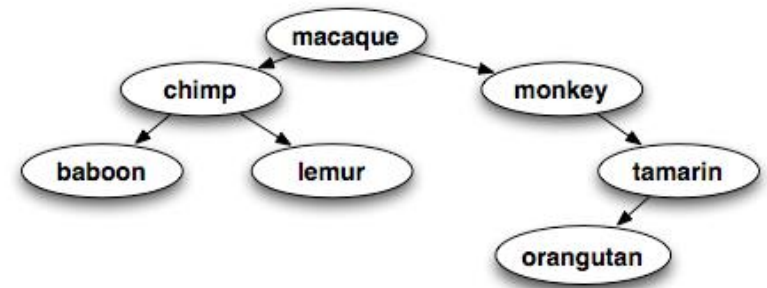 macaque
chimp
monkey
baboon
lemur
tamarin
orangutan